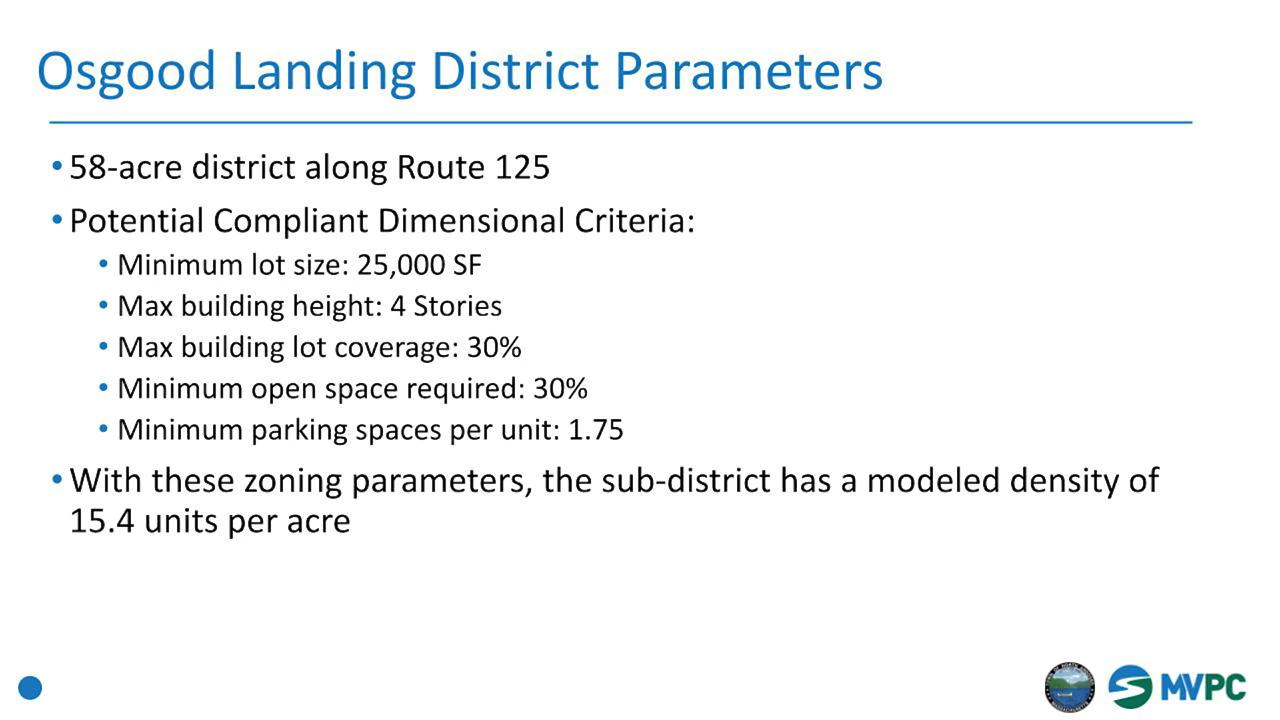 Osgood Landing District Parameters
• 58-acre district along Route 125
• Potential Compliant Dimensional Criteria:
• Minimum lot size: 25,000 SF
• Max building height: 4 Stories
• Max building lot coverage: 30%
• Minimum open space required: 30%
• Minimum parking spaces per unit: 1.75
• With these zoning parameters, the sub-district has a modeled density of
15.4 units per acre
MVPC